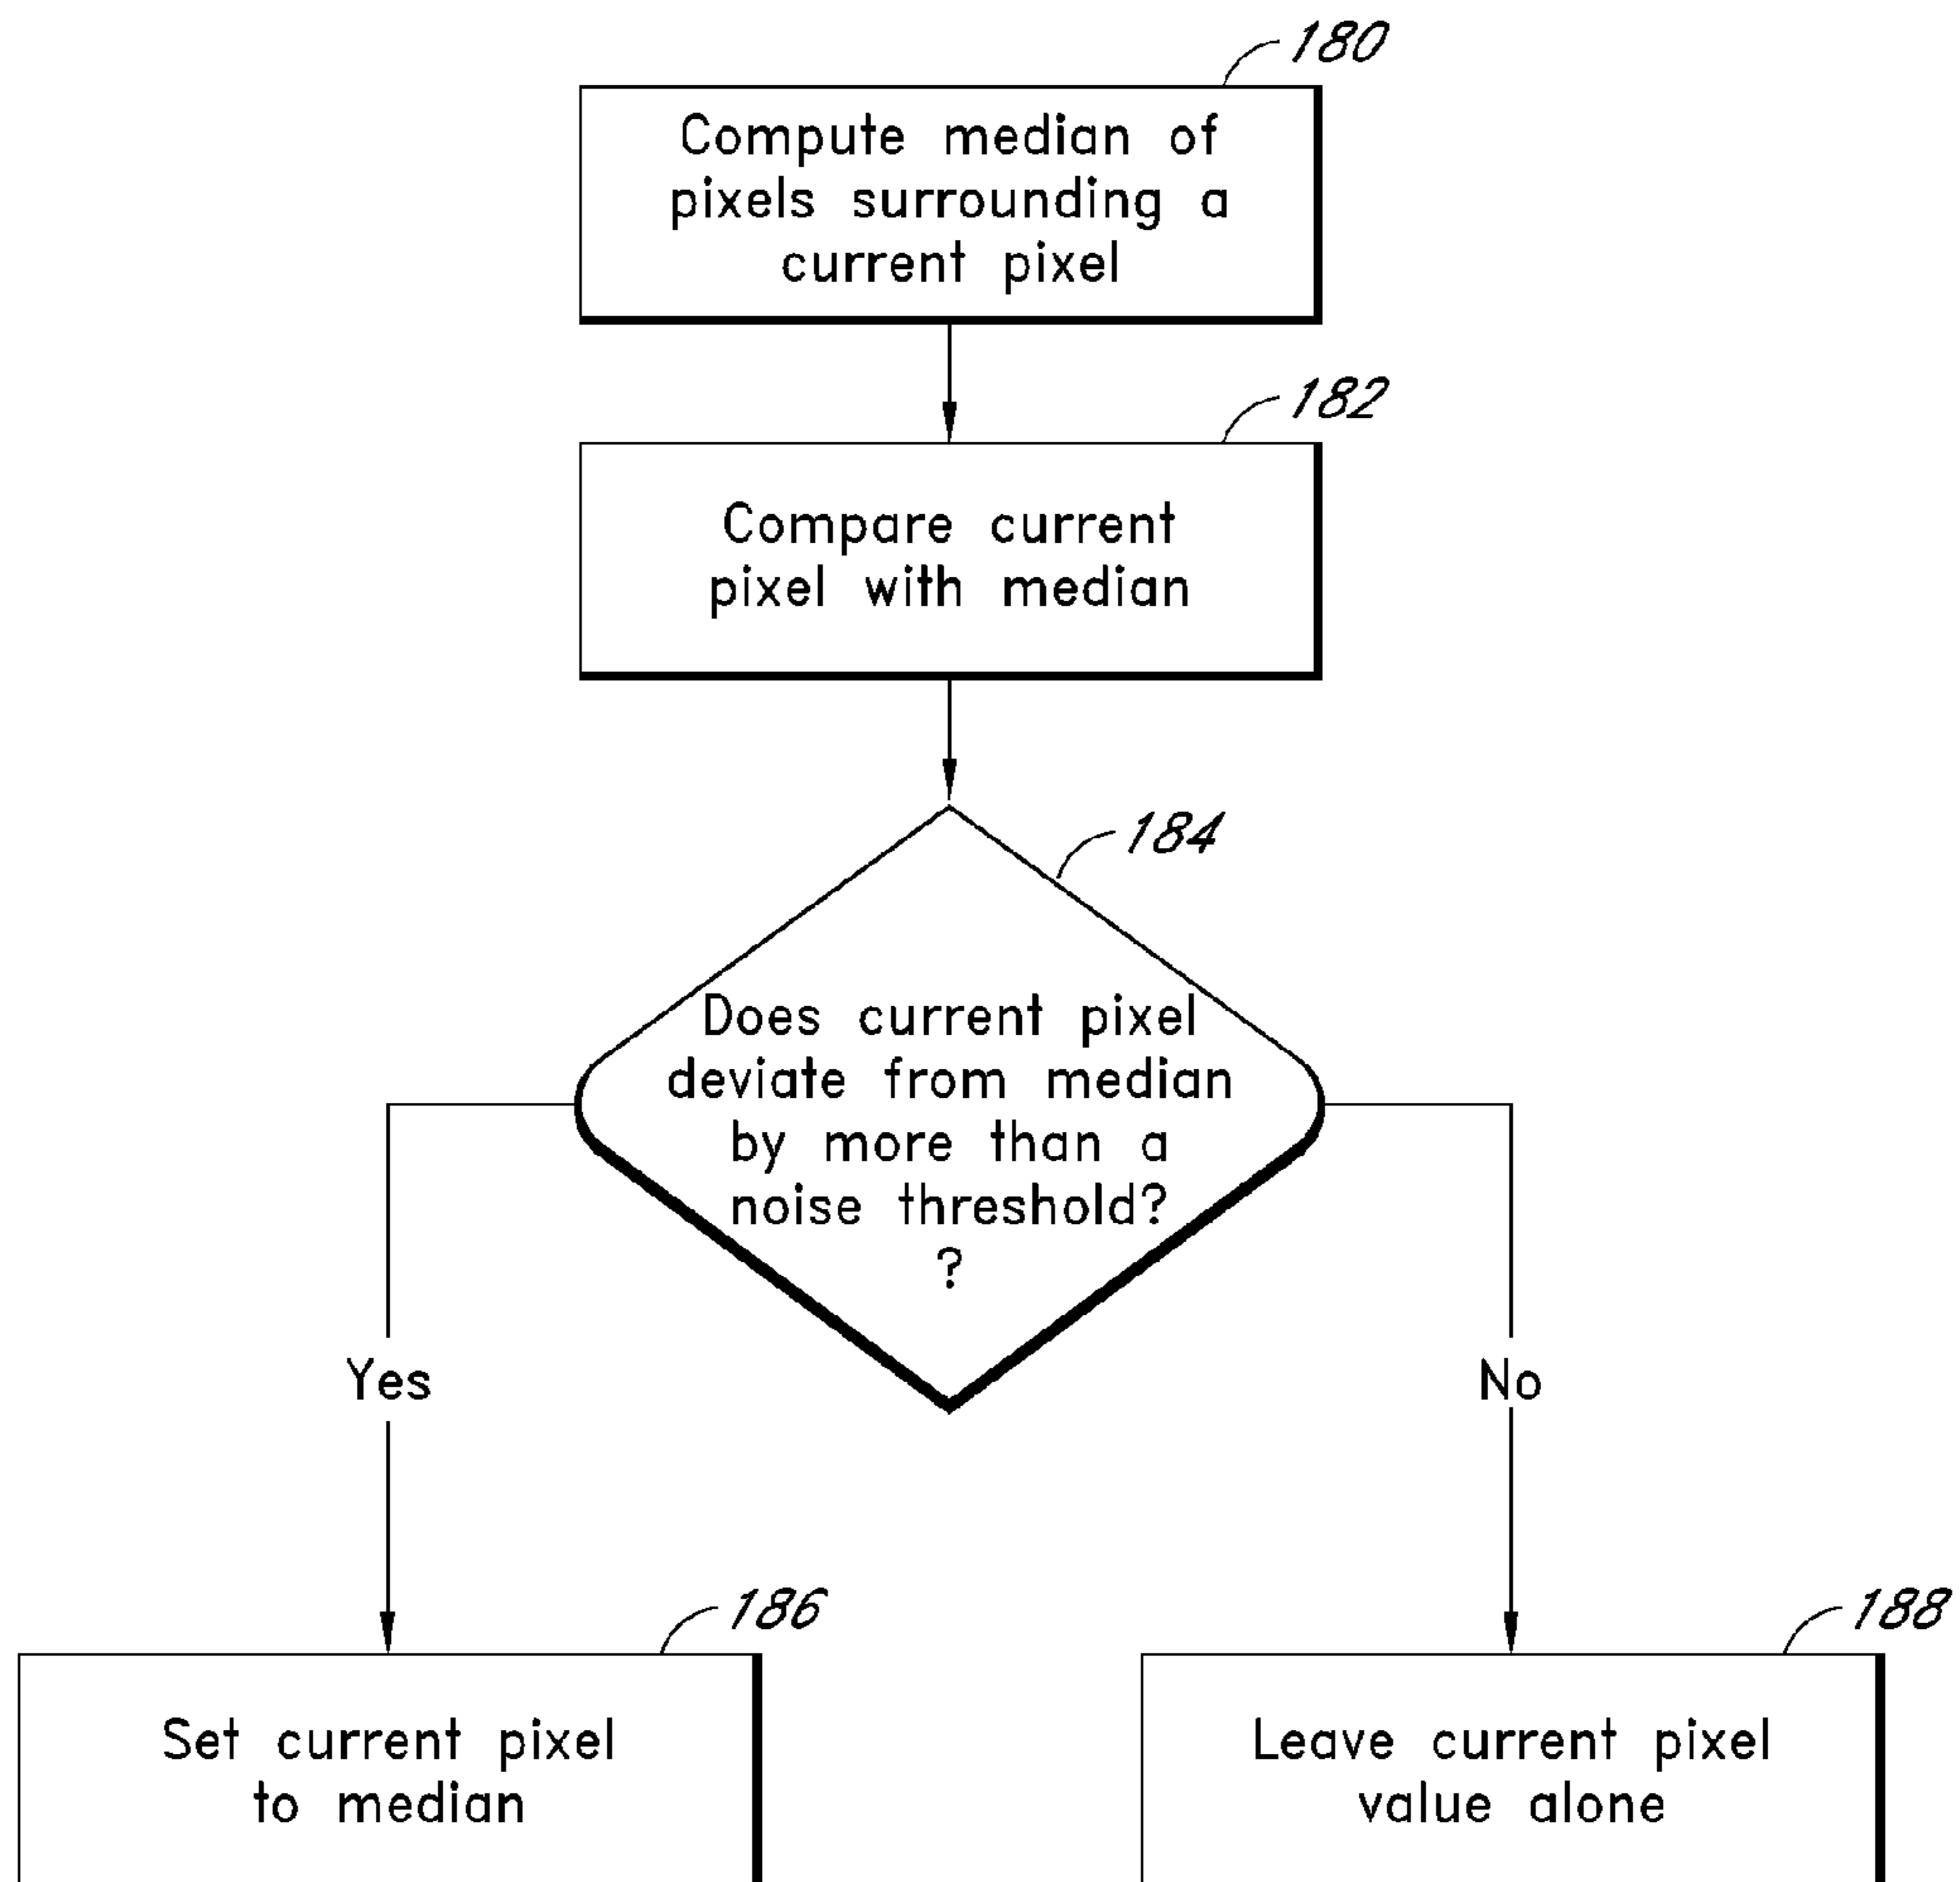 180
Compute median of
pixels surrounding a
current pixel
182
Compare current
pixel with median
184
Does current pixel
deviate from median
by more than a
noise threshold?
?
Yes
No
186
Set current pixel
to median
188
Leave current pixel
value alone